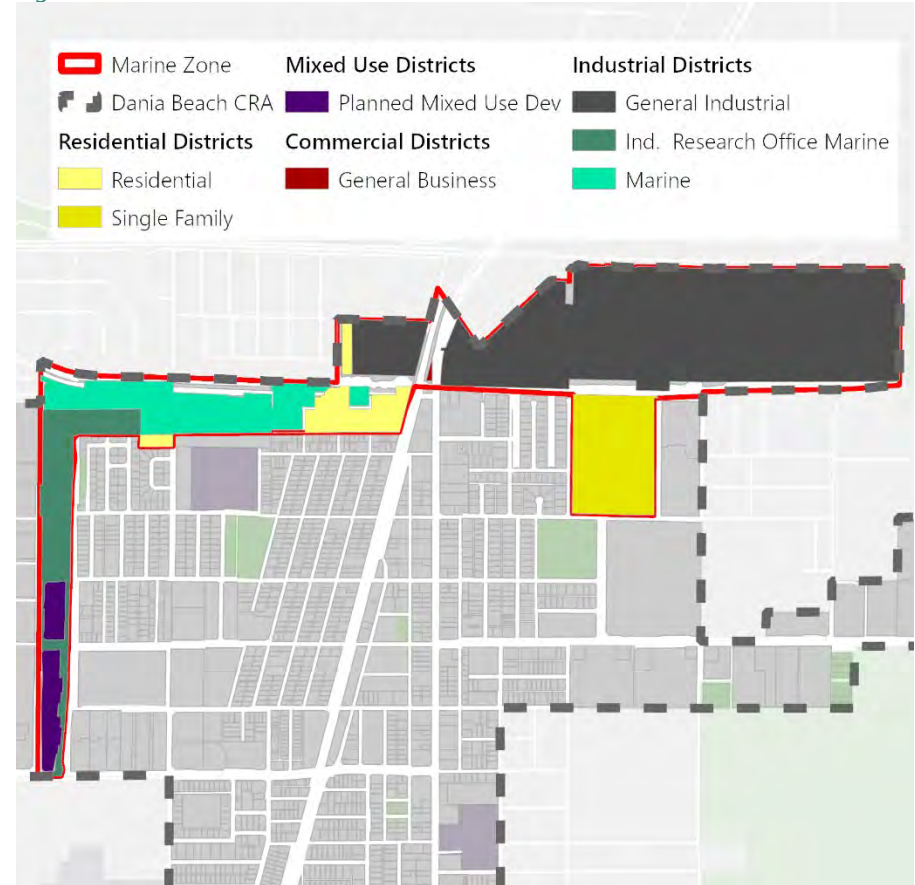 Marine Zone
Dania Beach CRA
Residential Districts
Residential
Single Family
Mixed Use Districts
Planned Mixed Use Dev
Commercial Districts
General Business
Industrial Districts
General Industrial
Ind. Research Office Marine
Marine